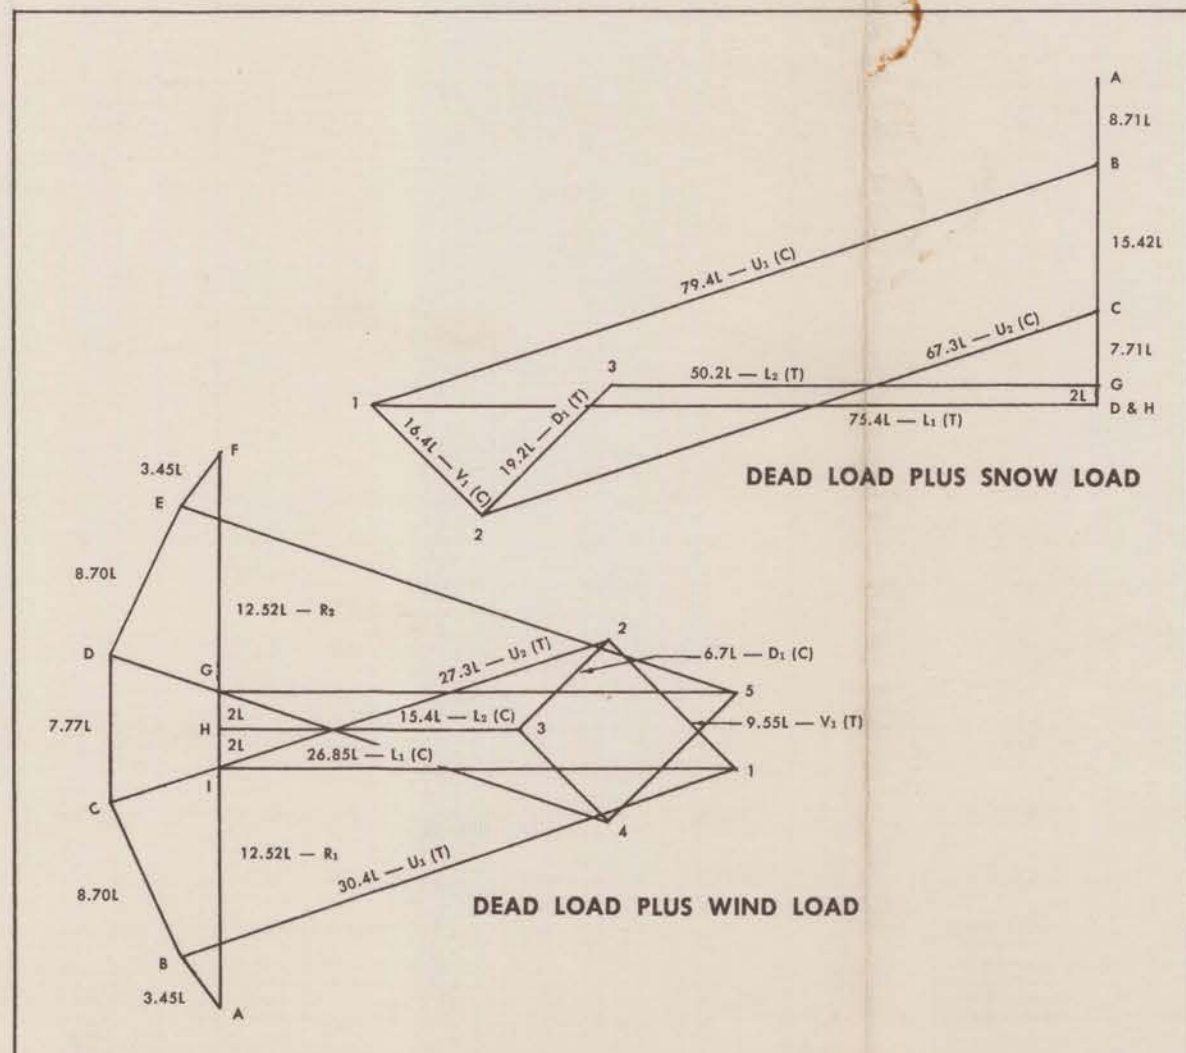 A
8.71L
B
15.42L
79.4L — U₁ (C)
C
67.3L — U₂ (C)
7.71L
3
50.2L — L₂ (T)
G
2L
1
D & H
75.4L — L₁ (T)
16.4L — V₁ (C)
19.2L — D₁ (T)
2
DEAD LOAD PLUS SNOW LOAD
F
3.45L
E
8.70L
12.52L — R₂
2
27.3L — U₂ (T)
6.7L — D₁ (C)
D
G
5
7.77L
2L
15.4L — L₂ (C)
H
3
9.55L — V₁ (T)
2L
26.85L — L₁ (C)
1
I
C
4
12.52L — R₁
30.4L — U₁ (T)
8.70L
DEAD LOAD PLUS WIND LOAD
B
3.45L
A